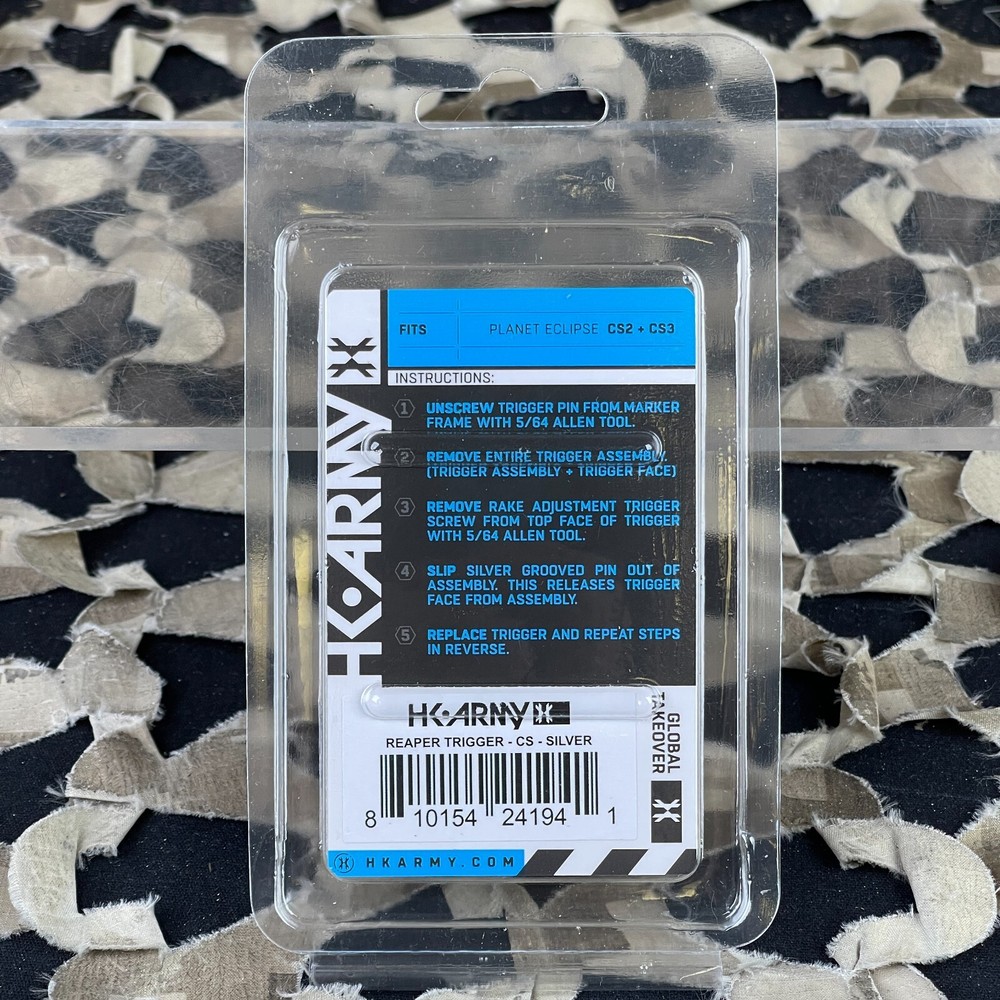 HK ARMY
FITS PLANET ECLIPSE CS2 + CS3
INSTRUCTIONS:
1 UNSCREW TRIGGER PIN FROM MARKER
FRAME WITH 5/64 ALLEN TOOL.
2 REMOVE ENTIRE TRIGGER ASSEMBLY.
(TRIGGER ASSEMBLY + TRIGGER FACE)
3 REMOVE RAKE ADJUSTMENT TRIGGER
SCREW FROM TOP FACE OF TRIGGER
WITH 5/64 ALLEN TOOL.
4 SLIP SILVER GROOVED PIN OUT OF
ASSEMBLY. THIS RELEASES TRIGGER
FACE FROM ASSEMBLY.
5 REPLACE TRIGGER AND REPEAT STEPS
IN REVERSE.
HK ARMY
REAPER TRIGGER - CS - SILVER
8 10154 24194 1
GLOBAL
TAKEOVER
HKARMY.COM